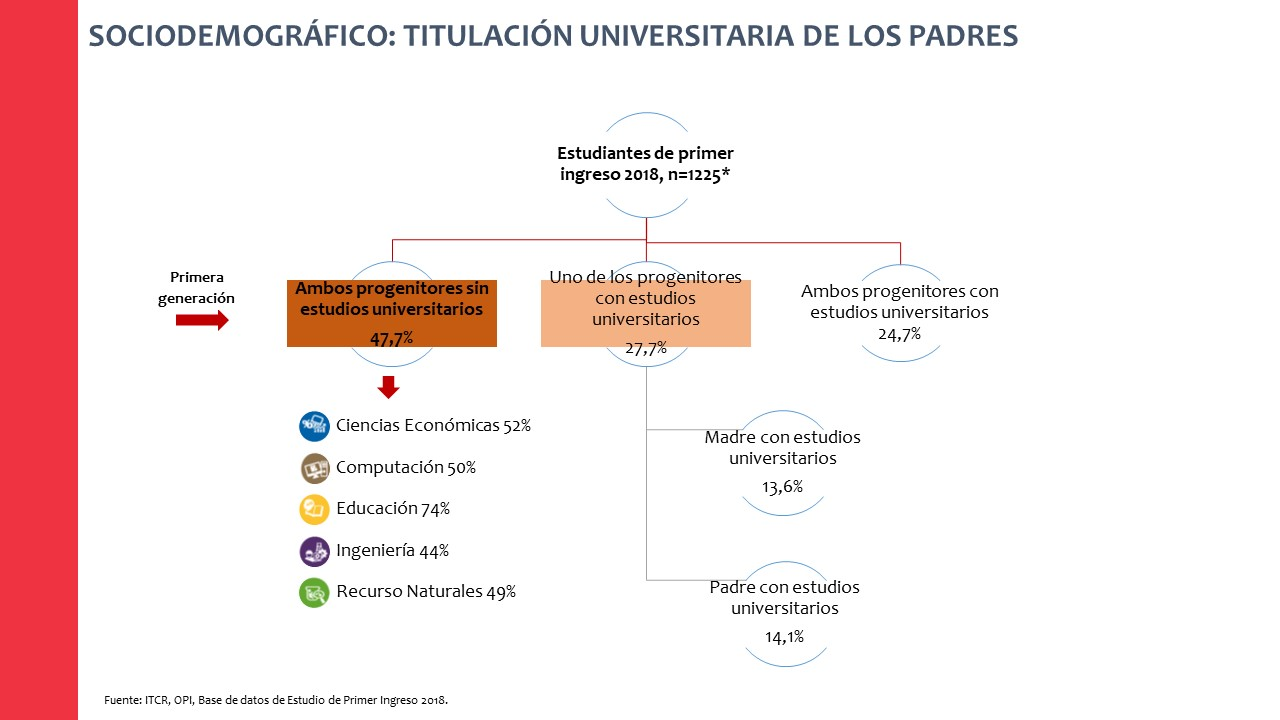 SOCIODEMOGRÁFICO: TITULACIÓN UNIVERSITARIA DE LOS PADRES
Estudiantes de primer
ingreso 2018, n=1225*
Primera
generación
Ambos progenitores sin
estudios universitarios
47,7%
Uno de los progenitores
con estudios
universitarios
27,7%
Ambos progenitores con
estudios universitarios
24,7%
Ciencias Económicas 52%
Computación 50%
Educación 74%
Ingeniería 44%
Recurso Naturales 49%
Madre con estudios
universitarios
13,6%
Padre con estudios
universitarios
14,1%
Fuente: ITCR, OPI, Base de datos de Estudio de Primer Ingreso 2018.